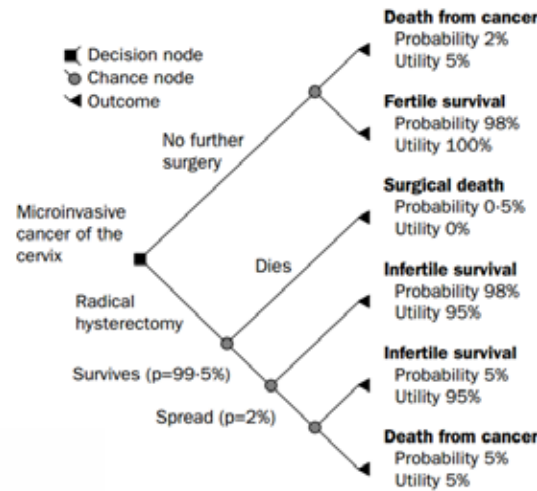 Decision node
Chance node
Outcome
No further
surgery
Microinvasive
cancer of the
cervix
Radical
hysterectomy
Dies
Survives (p=99·5%)
Spread (p=2%)
Death from cancer
Probability 2%
Utility 5%
Fertile survival
Probability 98%
Utility 100%
Surgical death
Probability 0·5%
Utility 0%
Infertile survival
Probability 98%
Utility 95%
Infertile survival
Probability 5%
Utility 95%
Death from cancer
Probability 5%
Utility 5%